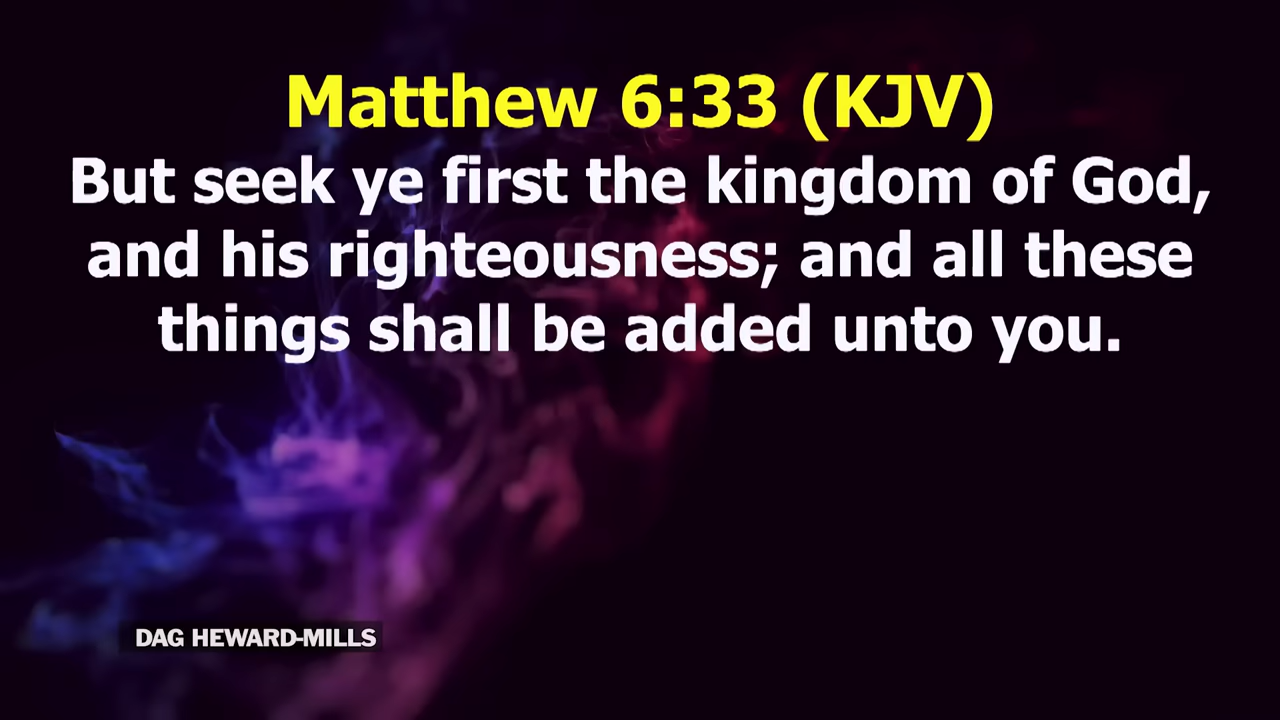 Matthew 6:33 (KJV)
But seek ye first the kingdom of God,
and his righteousness; and all these
things shall be added unto you.
DAG HEWARD-MILLS